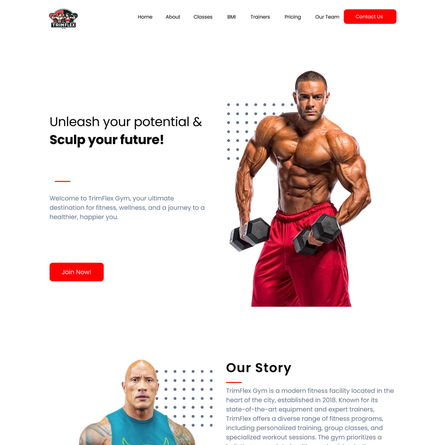 TRIMFLEX
Home About Classes BMI Trainers Pricing Our Team Contact Us
Unleash your potential &
Sculp your future!
Welcome to TrimFlex Gym, your ultimate
destination for fitness, wellness, and a journey to a
healthier, happier you.
Join Now!
Our Story
TrimFlex Gym is a modern fitness facility located in the
heart of the city, established in 2018. Known for its
state-of-the-art equipment and expert trainers,
TrimFlex offers a diverse range of fitness programs,
including personalized training, group classes, and
specialized workout sessions. The gym prioritizes a